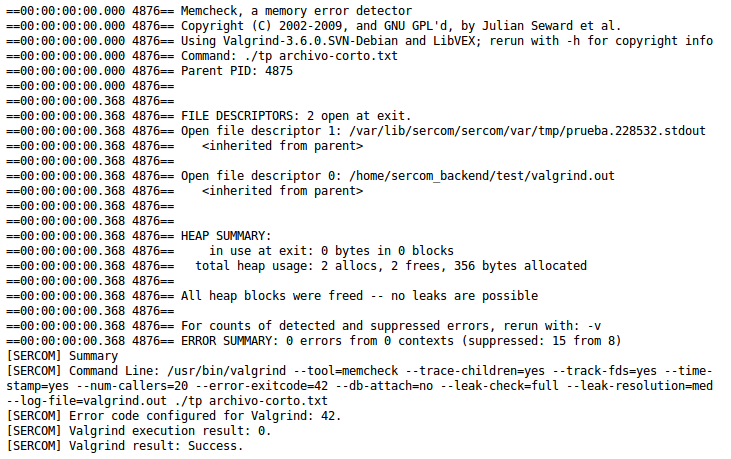 ==00:00:00:00.000 4876== Memcheck, a memory error detector
==00:00:00:00.000 4876== Copyright (C) 2002-2009, and GNU GPL'd, by Julian Seward et al.
==00:00:00:00.000 4876== Using Valgrind-3.6.0.SVN-Debian and LibVEX; rerun with -h for copyright info
==00:00:00:00.000 4876== Command: ./tp archivo-corto.txt
==00:00:00:00.000 4876== Parent PID: 4875
==00:00:00:00.000 4876==
==00:00:00:00.368 4876==
==00:00:00:00.368 4876== FILE DESCRIPTORS: 2 open at exit.
==00:00:00:00.368 4876== Open file descriptor 1: /var/lib/sercom/sercom/var/tmp/prueba.228532.stdout
==00:00:00:00.368 4876==    <inherited from parent>
==00:00:00:00.368 4876==
==00:00:00:00.368 4876== Open file descriptor 0: /home/sercom_backend/test/valgrind.out
==00:00:00:00.368 4876==    <inherited from parent>
==00:00:00:00.368 4876==
==00:00:00:00.368 4876==
==00:00:00:00.368 4876== HEAP SUMMARY:
==00:00:00:00.368 4876==     in use at exit: 0 bytes in 0 blocks
==00:00:00:00.368 4876==   total heap usage: 2 allocs, 2 frees, 356 bytes allocated
==00:00:00:00.368 4876==
==00:00:00:00.368 4876== All heap blocks were freed -- no leaks are possible
==00:00:00:00.368 4876==
==00:00:00:00.368 4876== For counts of detected and suppressed errors, rerun with: -v
==00:00:00:00.368 4876== ERROR SUMMARY: 0 errors from 0 contexts (suppressed: 15 from 8)
[SERCOM] Summary
[SERCOM] Command Line: /usr/bin/valgrind --tool=memcheck --trace-children=yes --track-fds=yes --time-
stamp=yes --num-callers=20 --error-exitcode=42 --db-attach=no --leak-check=full --leak-resolution=med
--log-file=valgrind.out ./tp archivo-corto.txt
[SERCOM] Error code configured for Valgrind: 42.
[SERCOM] Valgrind execution result: 0.
[SERCOM] Valgrind result: Success.